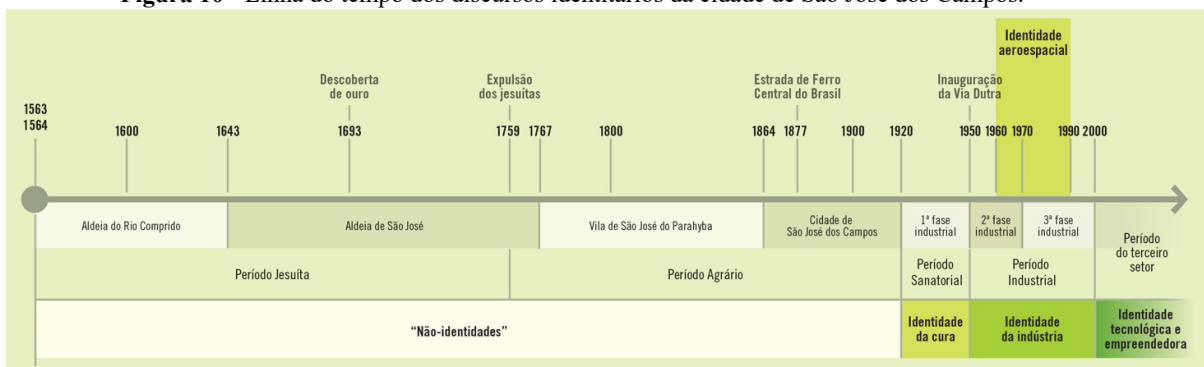 Figura 10 - Linha do tempo dos discursos identitários da cidade de São José dos Campos.
Identidade
aeroespacial
Descoberta
de ouro
Expulsão
dos jesuítas
Estrada de Ferro
Central do Brasil
Inauguração
da Via Dutra
1563
1564
1600
1643
1693
1759
1767
1800
1864
1877
1900
1920
1950
1960
1970
1990
2000
Aldeia do Rio Comprido
Aldeia de São José
Vila de São José do Parahyba
Cidade de
São José dos Campos
1ª fase
industrial
2ª fase
industrial
3ª fase
industrial
Período
do terceiro
setor
Período Jesuíta
Período Agrário
Período
Sanatorial
Período
Industrial
“Não-identidades”
Identidade
da cura
Identidade
da indústria
Identidade
tecnológica e
empreendedora